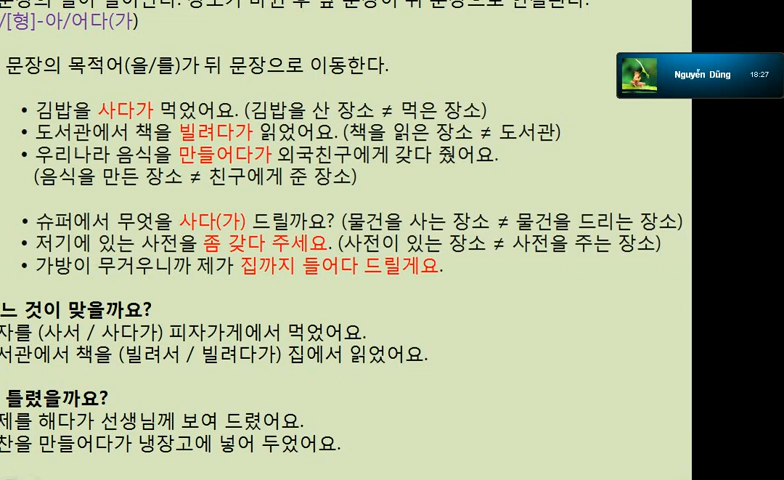 /[형]-아/어다(가)
문장의 목적어(을/를)가 뒤 문장으로 이동한다.
• 김밥을 사다가 먹었어요. (김밥을 산 장소 ≠ 먹은 장소)
• 도서관에서 책을 빌려다가 읽었어요. (책을 읽은 장소 ≠ 도서관)
• 우리나라 음식을 만들어다가 외국친구에게 갖다 줬어요.
(음식을 만든 장소 ≠ 친구에게 준 장소)
• 슈퍼에서 무엇을 사다(가) 드릴까요? (물건을 사는 장소 ≠ 물건을 드리는 장소)
• 저기에 있는 사전을 좀 갖다 주세요. (사전이 있는 장소 ≠ 사전을 주는 장소)
• 가방이 무거우니까 제가 집까지 들어다 드릴게요.
느 것이 맞을까요?
자를 (사서 / 사다가) 피자가게에서 먹었어요.
서관에서 책을 (빌려서 / 빌려다가) 집에서 읽었어요.
틀렸을까요?
제를 해다가 선생님께 보여 드렸어요.
찬을 만들어다가 냉장고에 넣어 두었어요.
Nguyễn Dũng 18:27